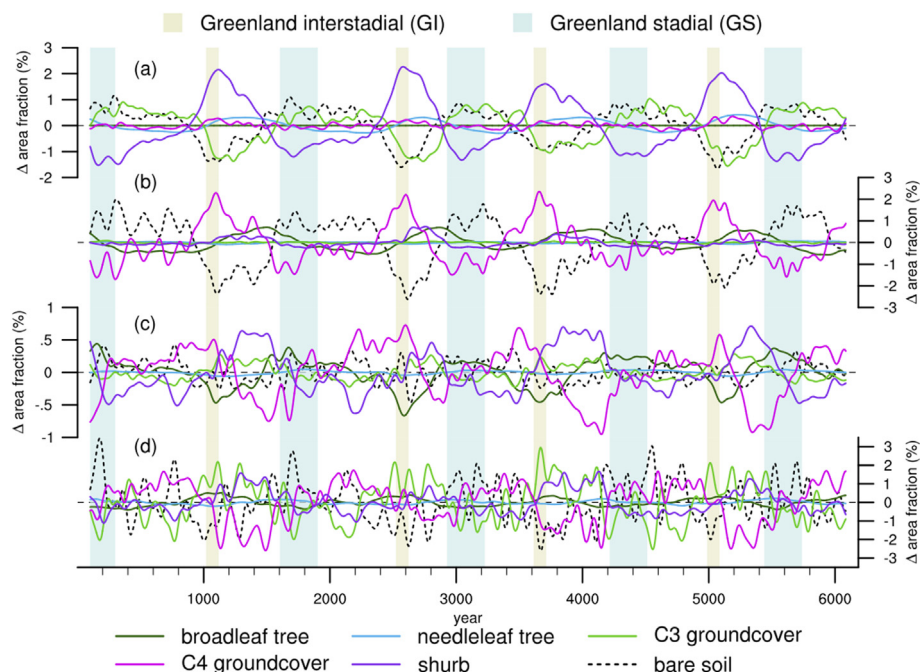 Greenland interstadial (GI) Greenland stadial (GS)
Δ area fraction (%)
3
2
1
0
-1
-2
(a)
(b)
3
2
1
0
-1
-2
-3
Δ area fraction (%)
Δ area fraction (%)
1
.5
0
-.5
-1
(c)
(d)
3
2
1
0
-1
-2
-3
Δ area fraction (%)
1000 2000 3000 4000 5000 6000
year
broadleaf tree needleleaf tree C3 groundcover
C4 groundcover shurb bare soil